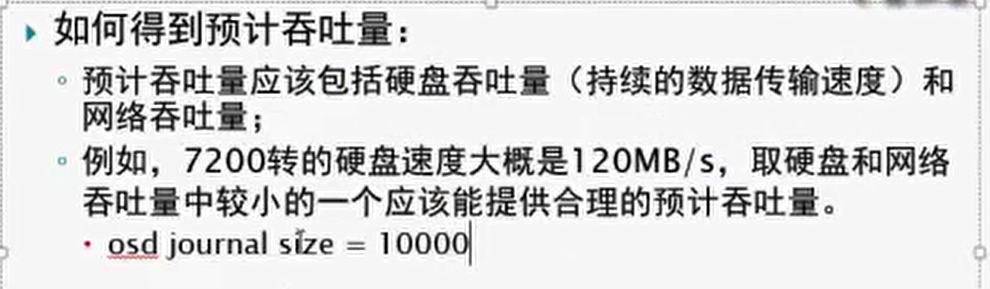 如何得到预计吞吐量：
预计吞吐量应该包括硬盘吞吐量（持续的数据传输速度）和
网络吞吐量；
例如，7200转的硬盘速度大概是120MB/s，取硬盘和网络
吞吐量中较小的一个应该能提供合理的预计吞吐量。
osd journal size = 10000